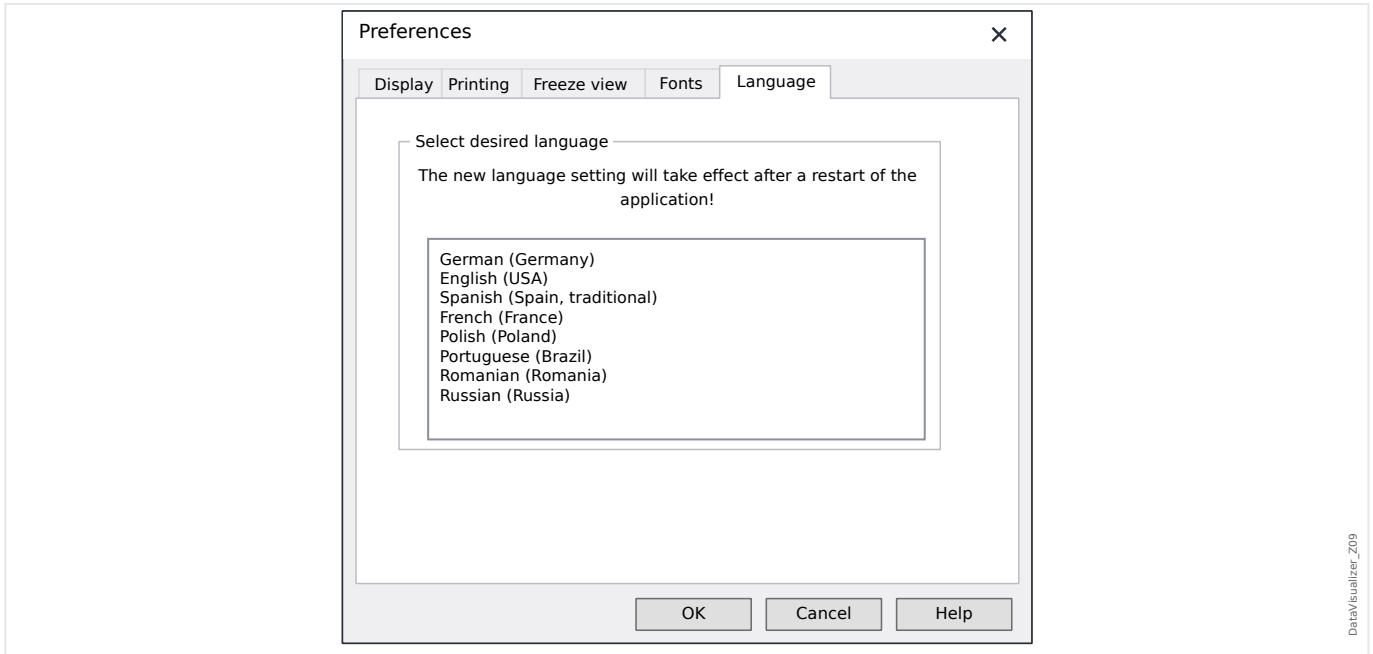 Preferences
Display Printing Freeze view Fonts Language
Select desired language
The new language setting will take effect after a restart of the
application!
German (Germany)
English (USA)
Spanish (Spain, traditional)
French (France)
Polish (Poland)
Portuguese (Brazil)
Romanian (Romania)
Russian (Russia)
OK Cancel Help
DataVisualizer_Z09